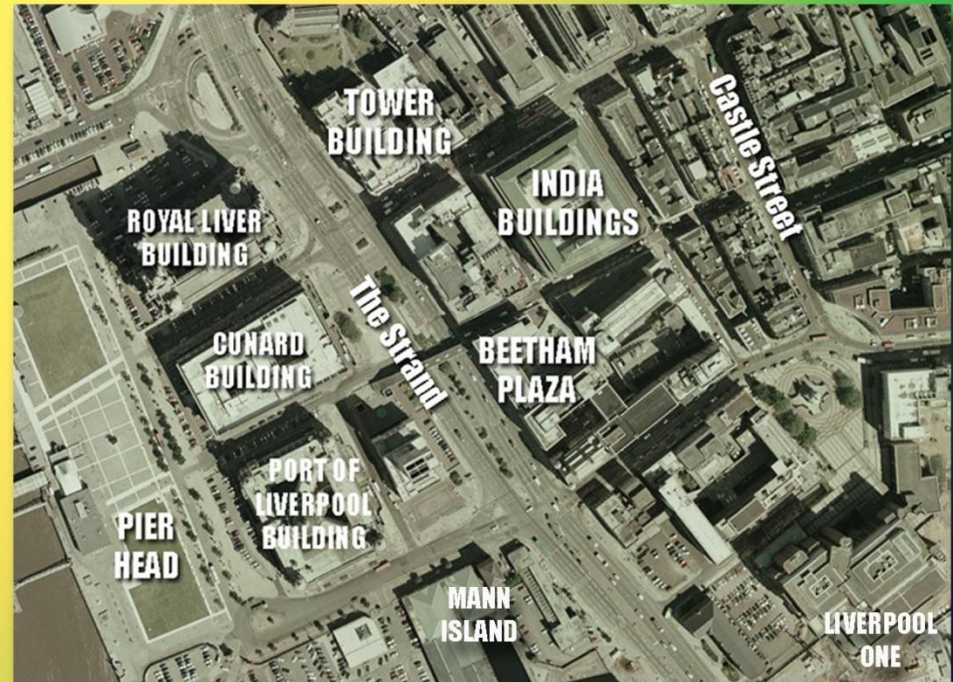 TOWER
BUILDING
Castle Street
INDIA
BUILDINGS
ROYAL LIVER
BUILDING
The Strand
CUNARD
BUILDING
BEETHAM
PLAZA
PORT OF
LIVERPOOL
BUILDING
PIER
HEAD
MANN
ISLAND
LIVERPOOL
ONE